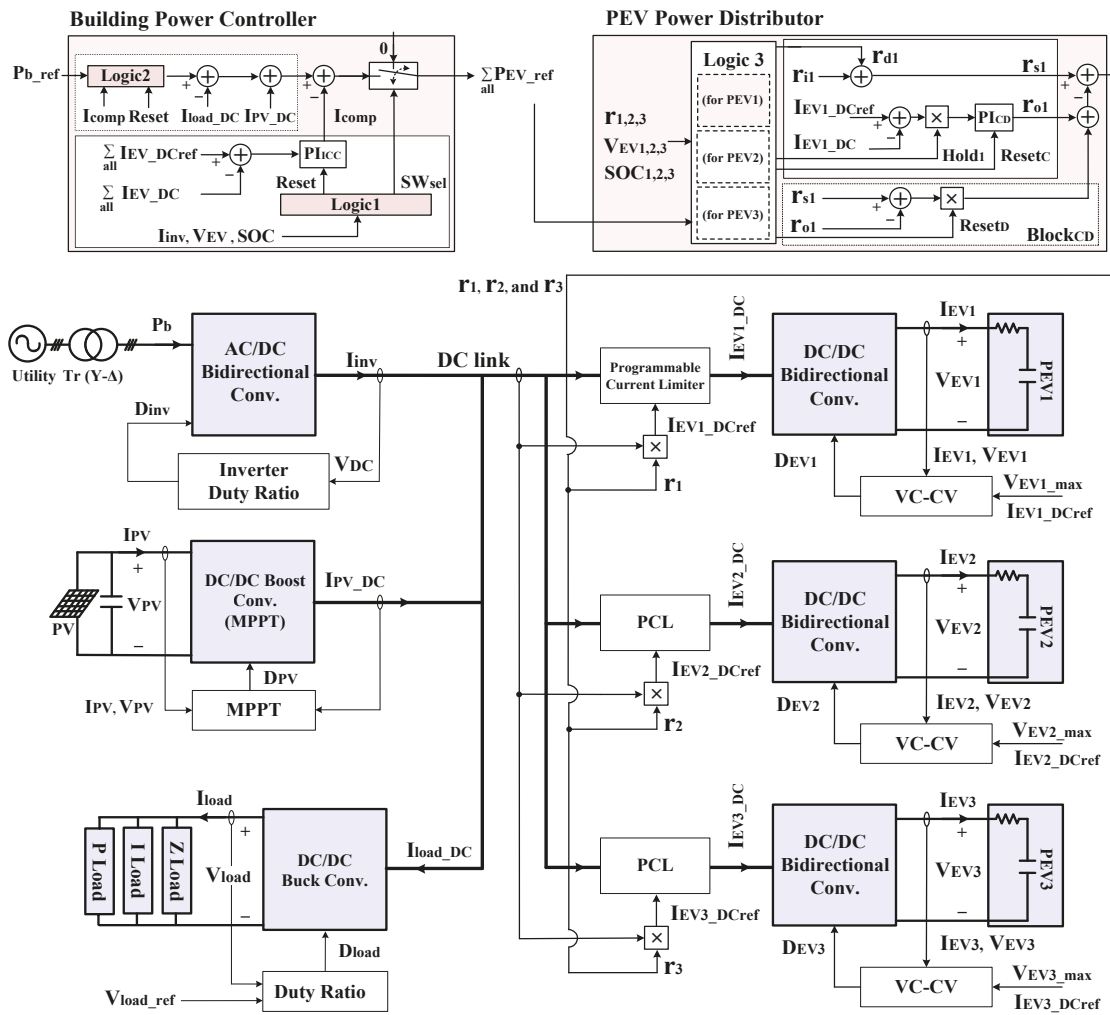 Building Power Controller
Pb_ref
Logic2
+
−
+
−
0
∑ PEV_ref
all
Icomp
Reset
Iload_DC
IPV_DC
Icomp
∑ IEV_DCref
all
+
−
PIICC
∑ IEV_DC
all
Reset
SWsel
Logic1
Iinv, VEV , SOC
PEV Power Distributor
r1,2,3
VEV1,2,3
SOC1,2,3
Logic 3
(for PEV1)
(for PEV2)
(for PEV3)
rd1
ri1
rs1
+
−
IEV1_DCref
+
−
×
PICD
ro1
IEV1_DC
Hold1
ResetC
rs1
+
−
×
ro1
ResetD
BlockCD
r1, r2, and r3
Utility
Tr (Y-Δ)
Pb
AC/DC
Bidirectional
Conv.
Iinv
DC link
Dinv
Inverter
Duty Ratio
VDC
IPV
+
VPV
−
PV
DC/DC Boost
Conv.
(MPPT)
IPV_DC
DPV
IPV, VPV
MPPT
Iload
+
Vload
−
P Load
I Load
Z Load
DC/DC
Buck Conv.
Iload_DC
Dload
Vload_ref
Duty Ratio
Programmable
Current Limiter
IEV1_DC
IEV1_DCref
×
r1
DC/DC
Bidirectional
Conv.
IEV1
+
VEV1
−
PEV1
DEV1
IEV1, VEV1
VC-CV
VEV1_max
IEV1_DCref
PCL
IEV2_DC
IEV2_DCref
×
r2
DC/DC
Bidirectional
Conv.
IEV2
+
VEV2
−
PEV2
DEV2
IEV2, VEV2
VC-CV
VEV2_max
IEV2_DCref
PCL
IEV3_DC
IEV3_DCref
×
r3
DC/DC
Bidirectional
Conv.
IEV3
+
VEV3
−
PEV3
DEV3
IEV3, VEV3
VC-CV
VEV3_max
IEV3_DCref